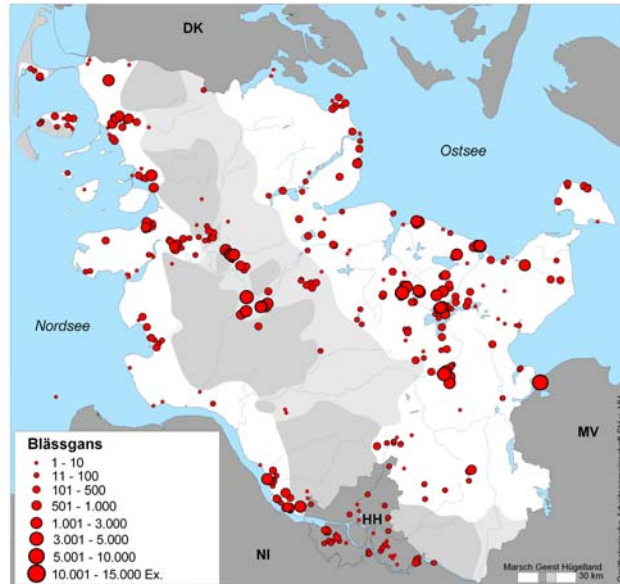 DK
Ostsee
Nordsee
MV
HH
NI
Blässgans
1 - 10
11 - 100
101 - 500
501 - 1.000
1.001 - 3.000
3.001 - 5.000
5.001 - 10.000
10.001 - 15.000 Ex.
Marsch Geest Hügelland
30 km